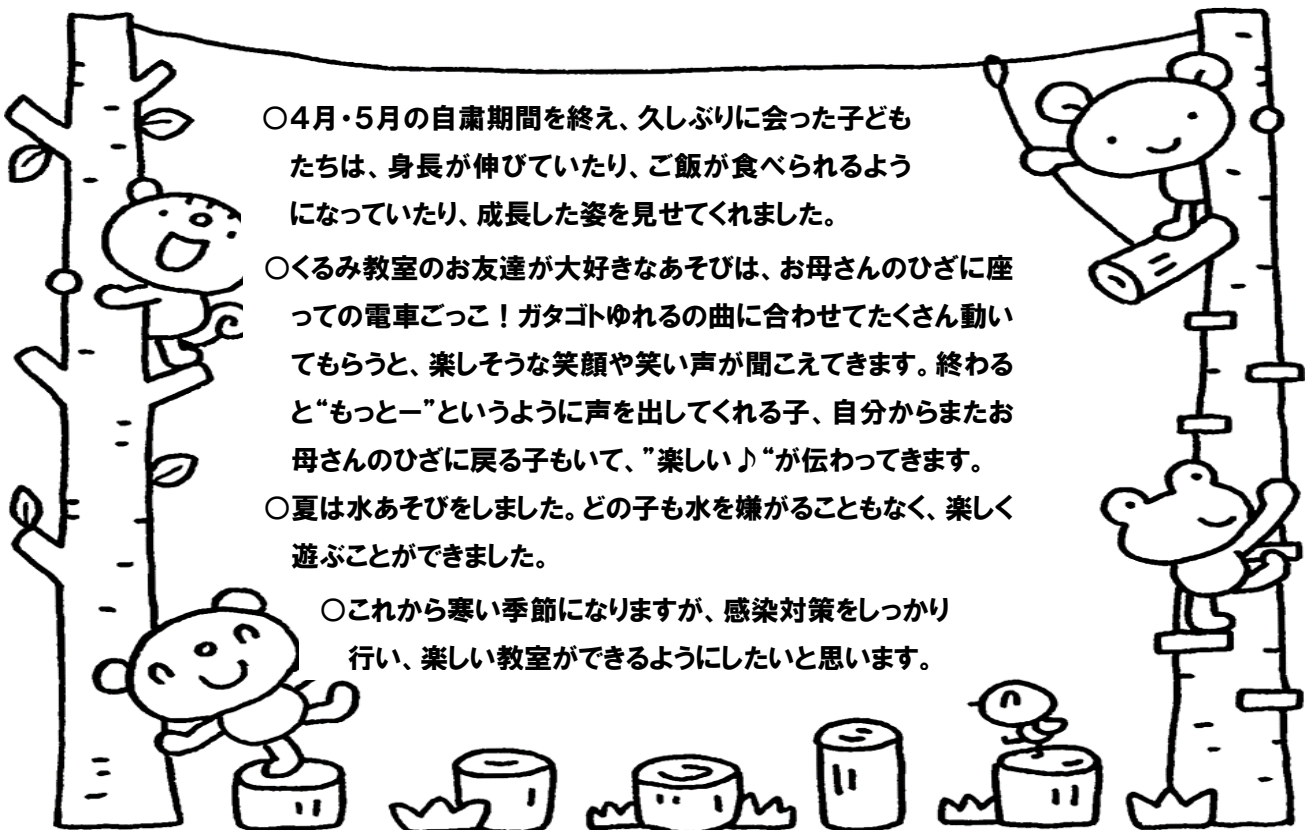 ○4月・5月の自粛期間を終え、久しぶりに会った子ども
たちは、身長が伸びていたり、ご飯が食べられるよう
になっていたり、成長した姿を見せてくれました。
○くるみ教室のお友達が大好きなあそびは、お母さんのひざに座
っての電車ごっこ！ガタゴトゆれるの曲に合わせてたくさん動い
てもらうと、楽しそうな笑顔や笑い声が聞こえてきます。終わる
と“もっとー”というように声を出してくれる子、自分からまたお
母さんのひざに戻る子もいて、”楽しい♪“が伝わってきます。
○夏は水あそびをしました。どの子も水を嫌がることもなく、楽しく
遊ぶことができました。
○これから寒い季節になりますが、感染対策をしっかり
行い、楽しい教室ができるようにしたいと思います。